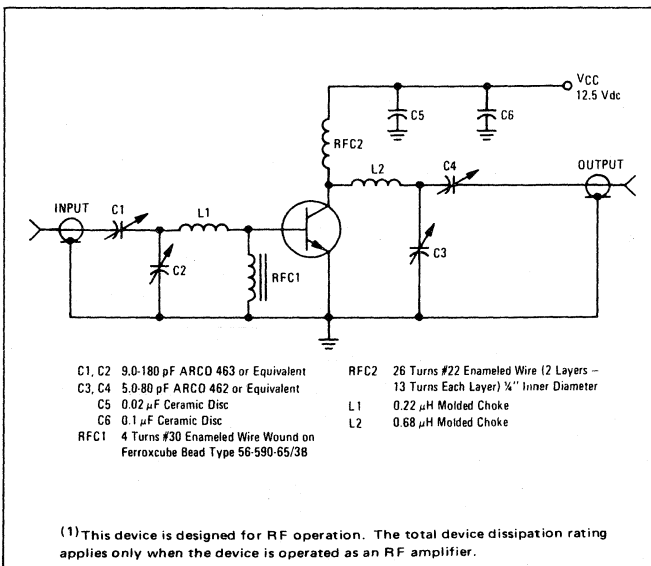 VCC
12.5 Vdc
C5
C6
RFC2
L2
C4
OUTPUT
INPUT
C1
L1
C3
C2
RFC1
C1, C2 9.0-180 pF ARCO 463 or Equivalent
C3, C4 5.0-80 pF ARCO 462 or Equivalent
C5 0.02 μF Ceramic Disc
C6 0.1 μF Ceramic Disc
RFC1 4 Turns #30 Enameled Wire Wound on
Ferroxcube Bead Type 56-590-65/3B
RFC2 26 Turns #22 Enameled Wire (2 Layers –
13 Turns Each Layer) ¼" Inner Diameter
L1 0.22 μH Molded Choke
L2 0.68 μH Molded Choke
(1) This device is designed for RF operation. The total device dissipation rating
applies only when the device is operated as an RF amplifier.